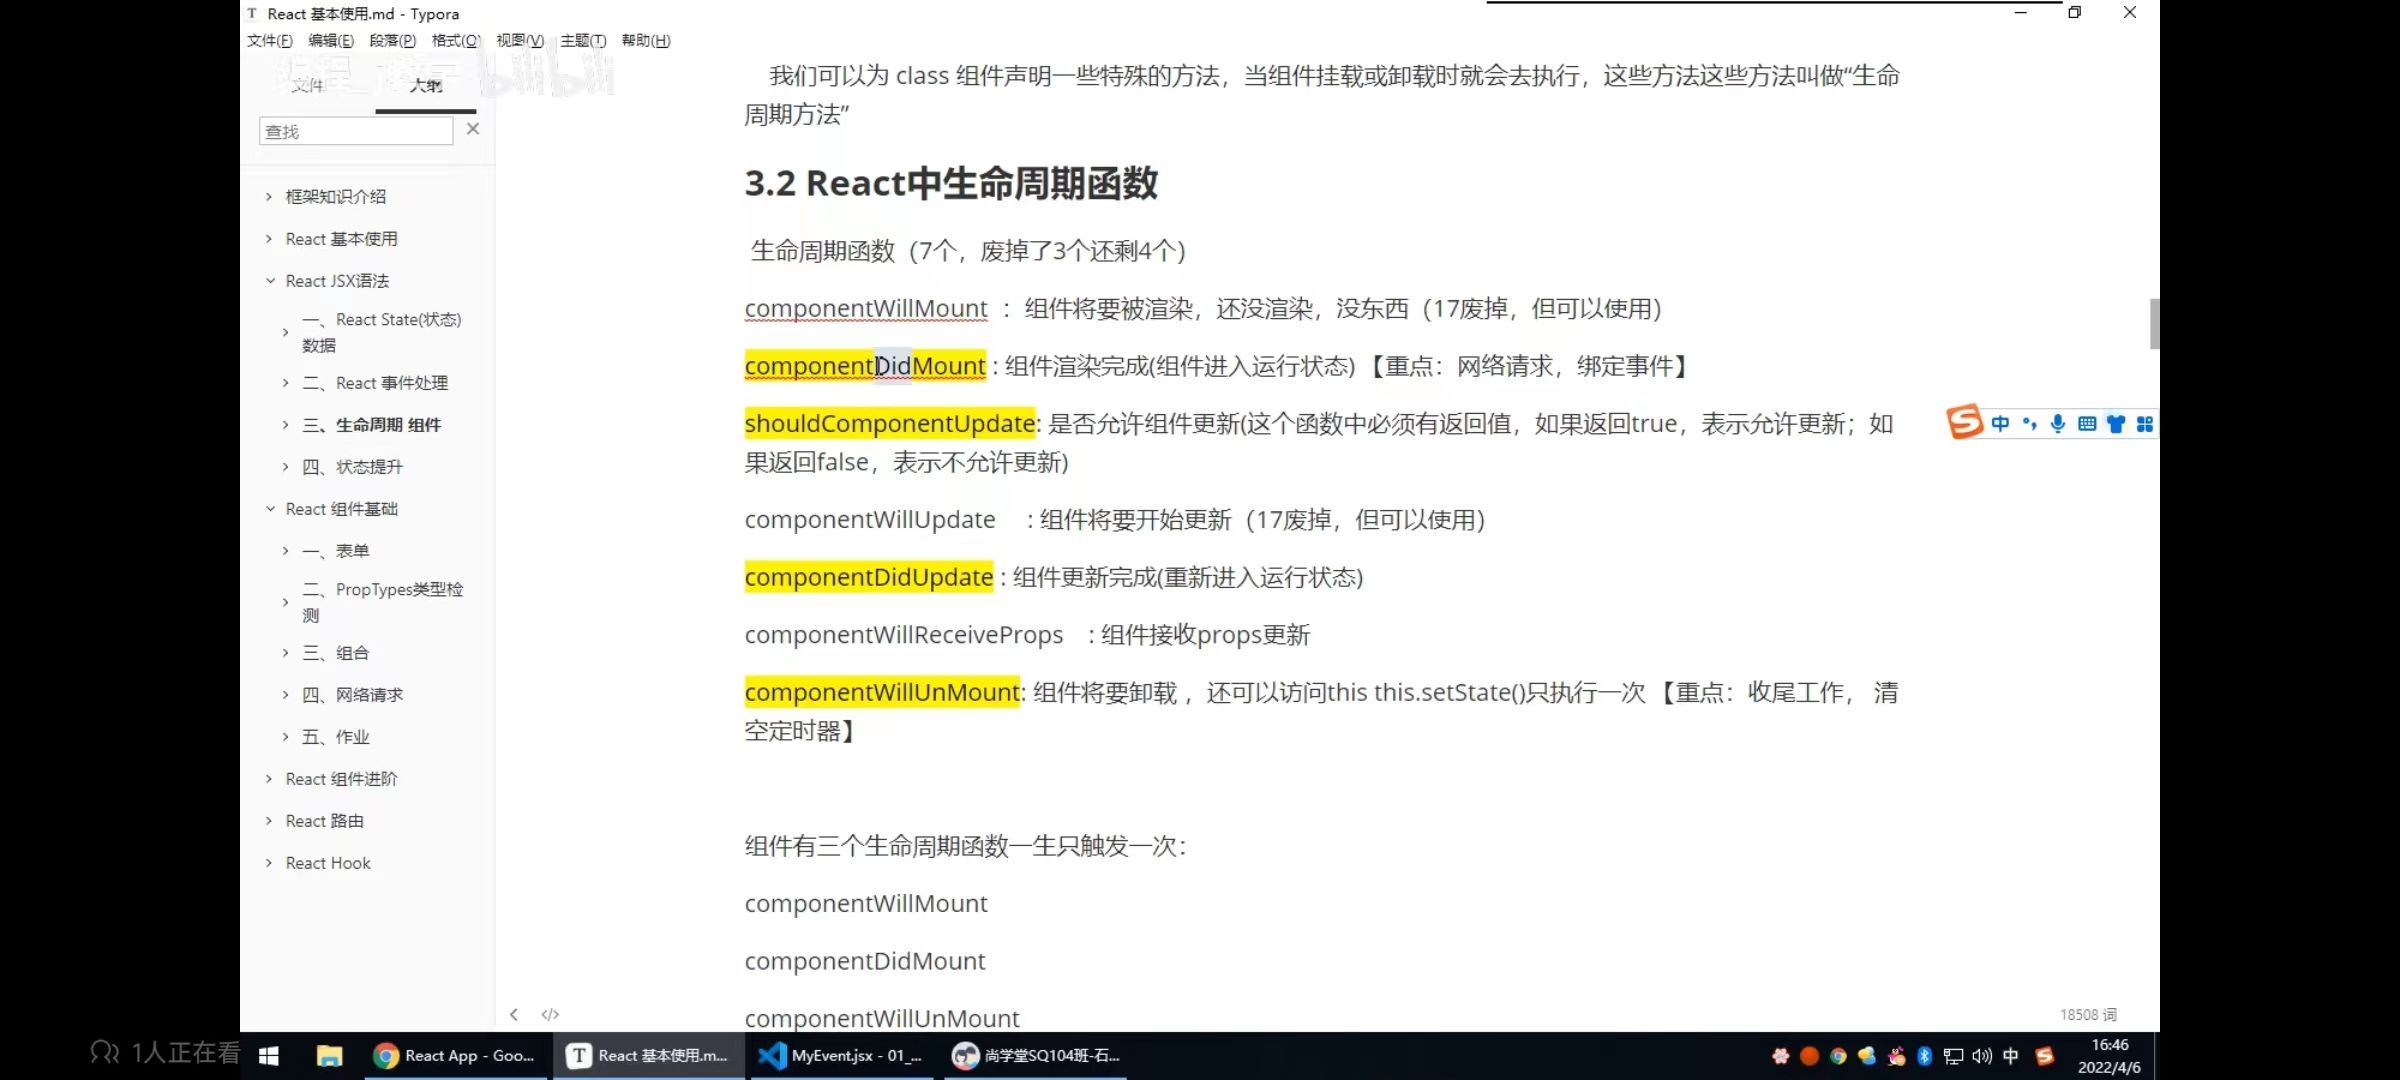 React 基本使用.md - Typora
文件(F) 编辑(E) 段落(P) 格式(O) 视图(V) 主题(T) 帮助(H)
文件 大纲
bilibili
查找
框架知识介绍
React 基本使用
React JSX语法
一、React State(状态)
数据
二、React 事件处理
三、生命周期 组件
四、状态提升
React 组件基础
一、表单
二、PropTypes类型检
测
三、组合
四、网络请求
五、作业
React 组件进阶
React 路由
React Hook
我们可以为 class 组件声明一些特殊的方法，当组件挂载或卸载时就会去执行，这些方法这些方法叫做“生命
周期方法”
3.2 React中生命周期函数
生命周期函数（7个，废掉了3个还剩4个）
componentWillMount ： 组件将要被渲染，还没渲染，没东西（17废掉，但可以使用）
componentDidMount : 组件渲染完成(组件进入运行状态) 【重点：网络请求，绑定事件】
shouldComponentUpdate: 是否允许组件更新(这个函数中必须有返回值，如果返回true，表示允许更新；如
果返回false，表示不允许更新)
componentWillUpdate : 组件将要开始更新（17废掉，但可以使用）
componentDidUpdate : 组件更新完成(重新进入运行状态)
componentWillReceiveProps : 组件接收props更新
componentWillUnMount: 组件将要卸载 ，还可以访问this this.setState()只执行一次 【重点：收尾工作， 清
空定时器】
组件有三个生命周期函数一生只触发一次：
componentWillMount
componentDidMount
componentWillUnMount
中
18508 词
1人正在看
React App - Goo...
React 基本使用.m...
MyEvent.jsx - 01_...
尚学堂SQ104班-石...
中
16:46
2022/4/6